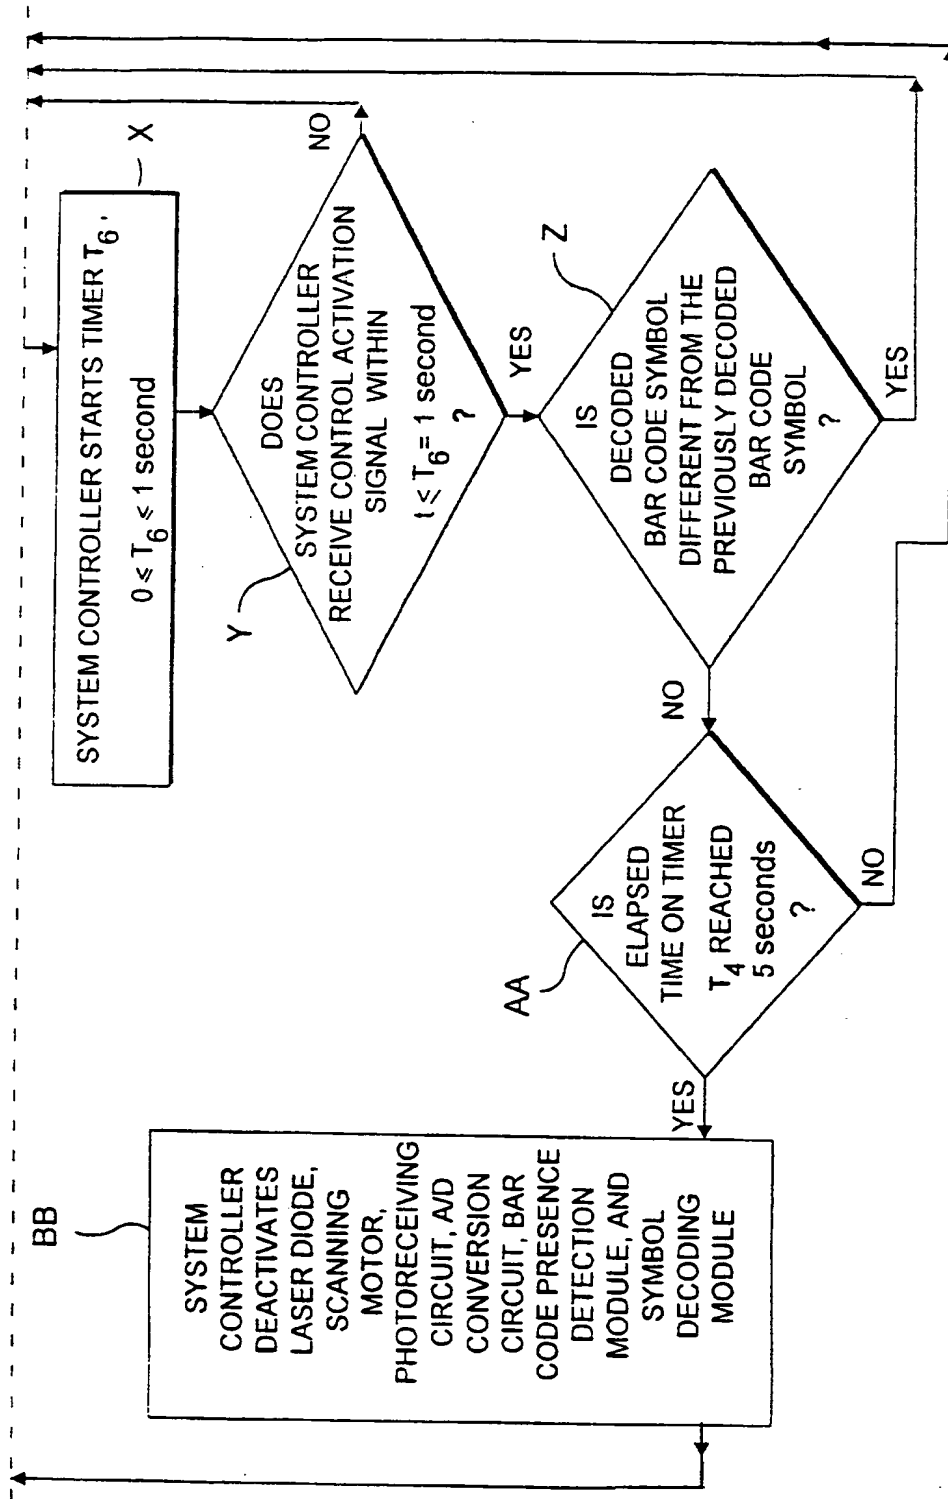 SYSTEM CONTROLLER STARTS TIMER T6,
0 ≤ T6 ≤ 1 second
X
DOES
SYSTEM CONTROLLER
RECEIVE CONTROL ACTIVATION
SIGNAL WITHIN
t ≤ T6 = 1 second
?
Y
NO
YES
IS
DECODED
BAR CODE SYMBOL
DIFFERENT FROM THE
PREVIOUSLY DECODED
BAR CODE
SYMBOL
?
Z
YES
NO
IS
ELAPSED
TIME ON TIMER
T4 REACHED
5 seconds
?
AA
NO
YES
SYSTEM
CONTROLLER
DEACTIVATES
LASER DIODE,
SCANNING
MOTOR,
PHOTORECEIVING
CIRCUIT, A/D
CONVERSION
CIRCUIT, BAR
CODE PRESENCE
DETECTION
MODULE, AND
SYMBOL
DECODING
MODULE
BB